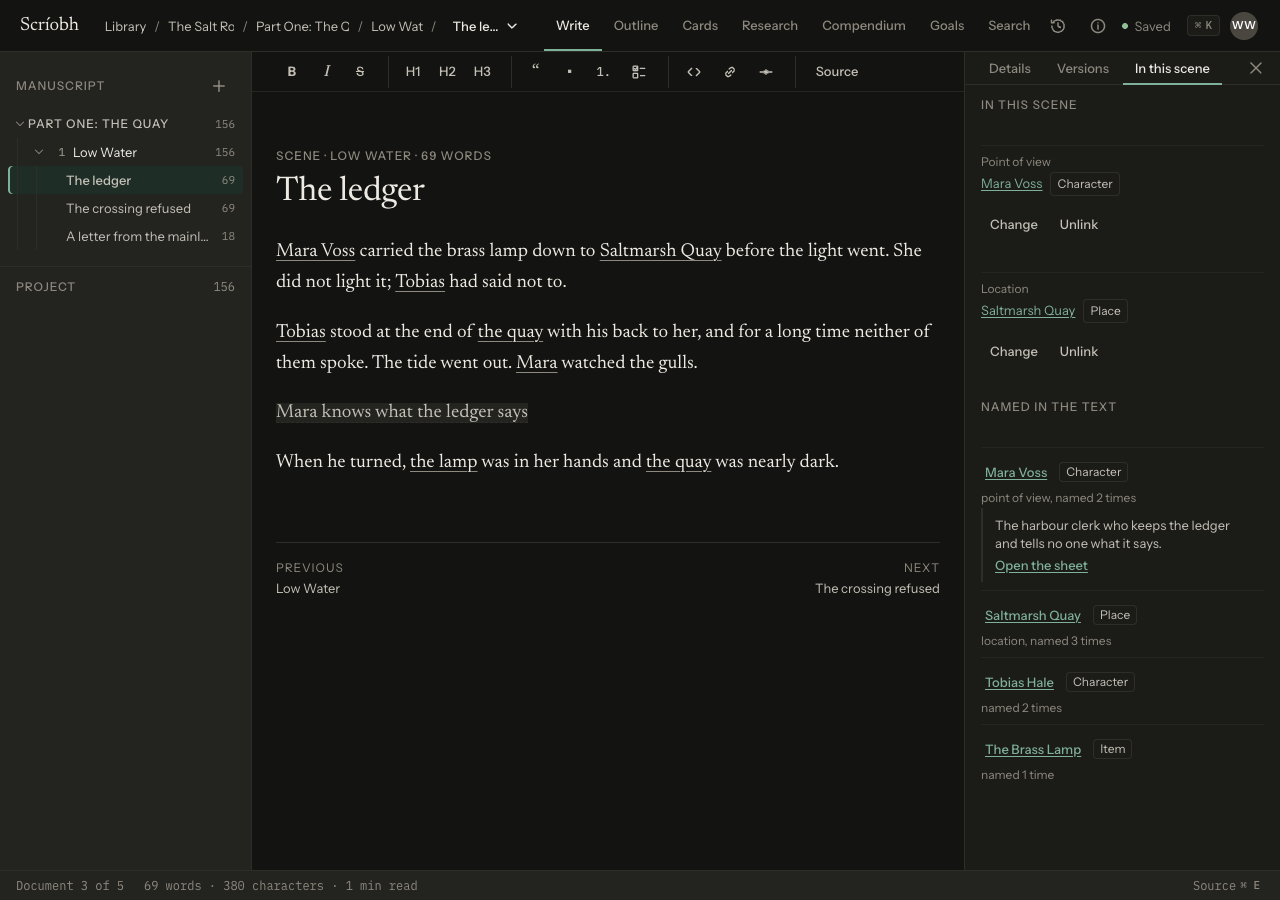 Scríobh
Library / The Salt Ro / Part One: The Q / Low Wat / The le...
Write Outline Cards Research Compendium Goals Search
Saved ⌘ K WW
MANUSCRIPT
PART ONE: THE QUAY 156
1 Low Water 156
The ledger 69
The crossing refused 69
A letter from the mainl... 18
PROJECT 156
B I S H1 H2 H3 “ 1. Source
SCENE · LOW WATER · 69 WORDS
The ledger
Mara Voss carried the brass lamp down to Saltmarsh Quay before the light went. She
did not light it; Tobias had said not to.
Tobias stood at the end of the quay with his back to her, and for a long time neither of
them spoke. The tide went out. Mara watched the gulls.
Mara knows what the ledger says
When he turned, the lamp was in her hands and the quay was nearly dark.
PREVIOUS
Low Water
NEXT
The crossing refused
Details Versions In this scene
IN THIS SCENE
Point of view
Mara Voss Character
Change Unlink
Location
Saltmarsh Quay Place
Change Unlink
NAMED IN THE TEXT
Mara Voss Character
point of view, named 2 times
The harbour clerk who keeps the ledger
and tells no one what it says.
Open the sheet
Saltmarsh Quay Place
location, named 3 times
Tobias Hale Character
named 2 times
The Brass Lamp Item
named 1 time
Document 3 of 5 69 words · 380 characters · 1 min read
Source ⌘ E